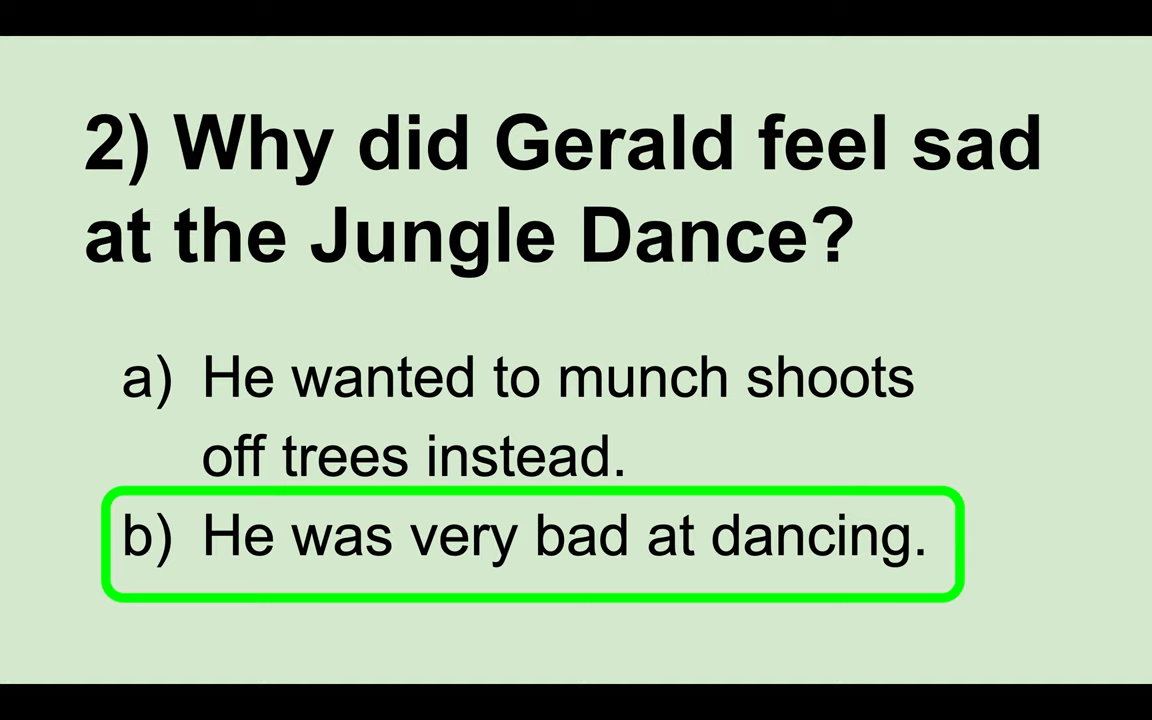 2) Why did Gerald feel sad
at the Jungle Dance?
a) He wanted to munch shoots
off trees instead.
b) He was very bad at dancing.